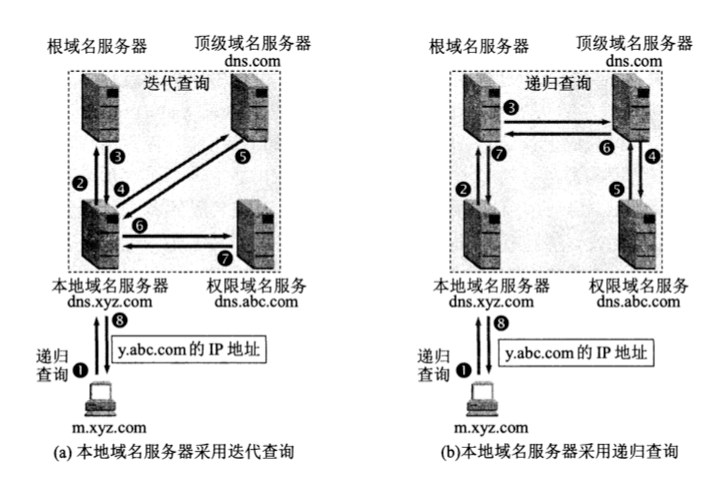 根域名服务器
顶级域名服务器
dns.com
迭代查询
❸
❷
❹
❺
❻
❼
本地域名服务器
dns.xyz.com
权限域名服务
dns.abc.com
❽
y.abc.com的IP地址
递归
查询
❶
m.xyz.com
(a) 本地域名服务器采用迭代查询
根域名服务器
顶级域名服务器
dns.com
递归查询
❸
❻
❼
❹
❷
❺
本地域名服务器
dns.xyz.com
权限域名服务
dns.abc.com
❽
y.abc.com的IP地址
递归
查询
❶
m.xyz.com
(b)本地域名服务器采用递归查询